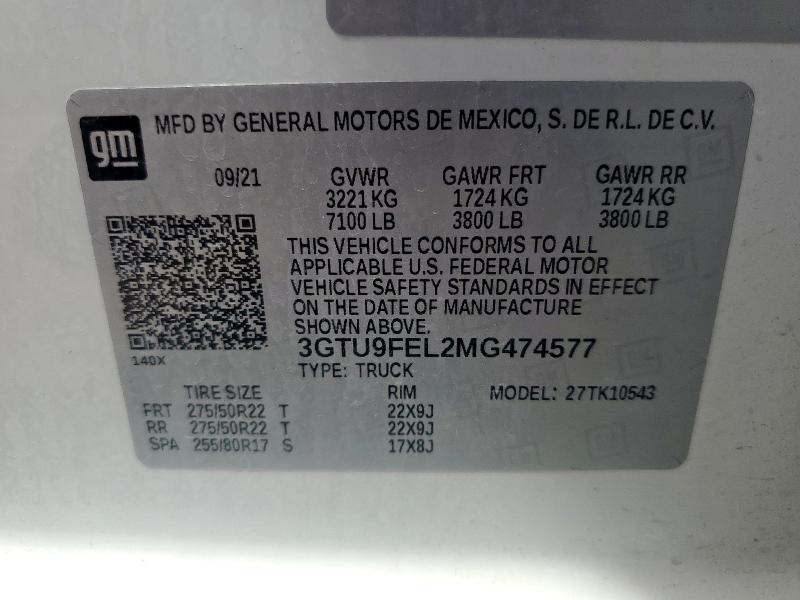 gm
MFD BY GENERAL MOTORS DE MEXICO, S. DE R.L. DE C.V.
09/21 GVWR GAWR FRT GAWR RR
3221 KG 1724 KG 1724 KG
7100 LB 3800 LB 3800 LB
THIS VEHICLE CONFORMS TO ALL
APPLICABLE U.S. FEDERAL MOTOR
VEHICLE SAFETY STANDARDS IN EFFECT
ON THE DATE OF MANUFACTURE
SHOWN ABOVE.
3GTU9FEL2MG474577
140X
TYPE: TRUCK
TIRE SIZE RIM MODEL: 27TK10543
FRT 275/50R22 T 22X9J
RR 275/50R22 T 22X9J
SPA 255/80R17 S 17X8J